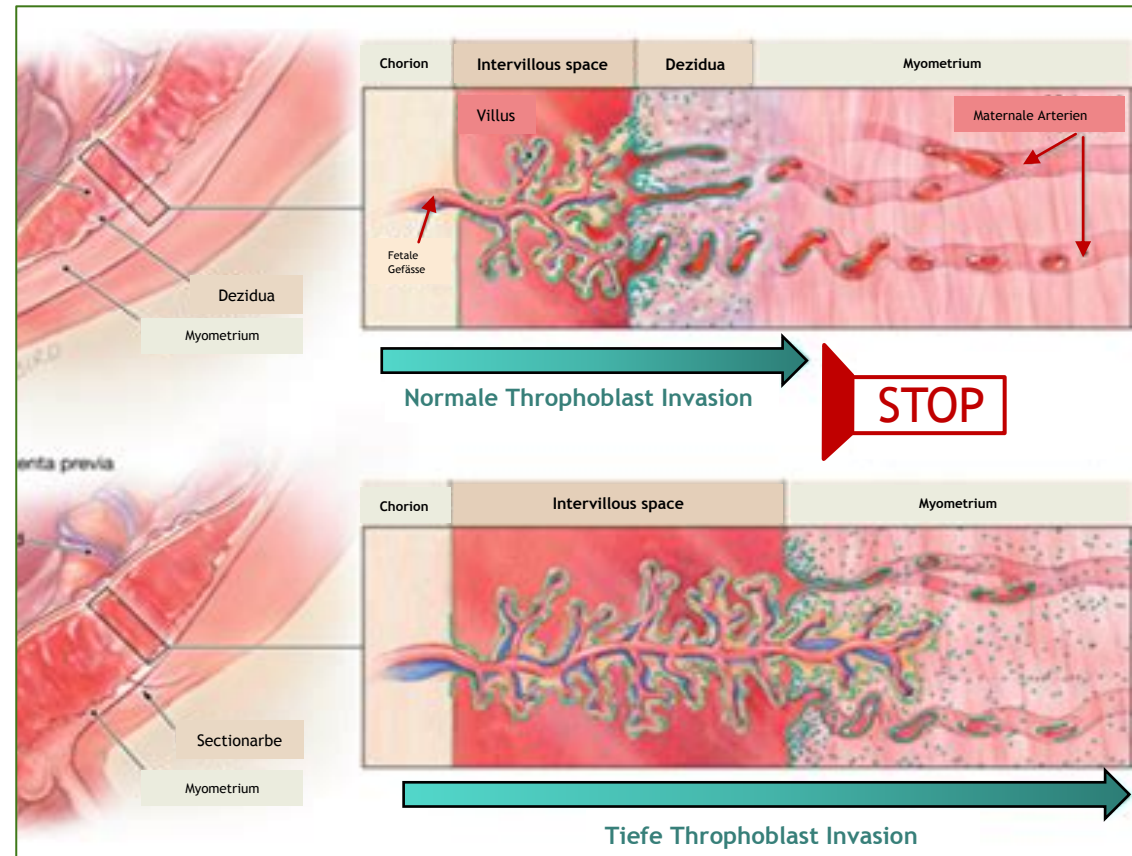 Chorion
Intervillous space
Dezidua
Myometrium
Villus
Maternale Arterien
Fetale
Gefässe
Dezidua
Myometrium
Normale Throphoblast Invasion
STOP
enta previa
Chorion
Intervillous space
Myometrium
Sectionarbe
Myometrium
Tiefe Throphoblast Invasion